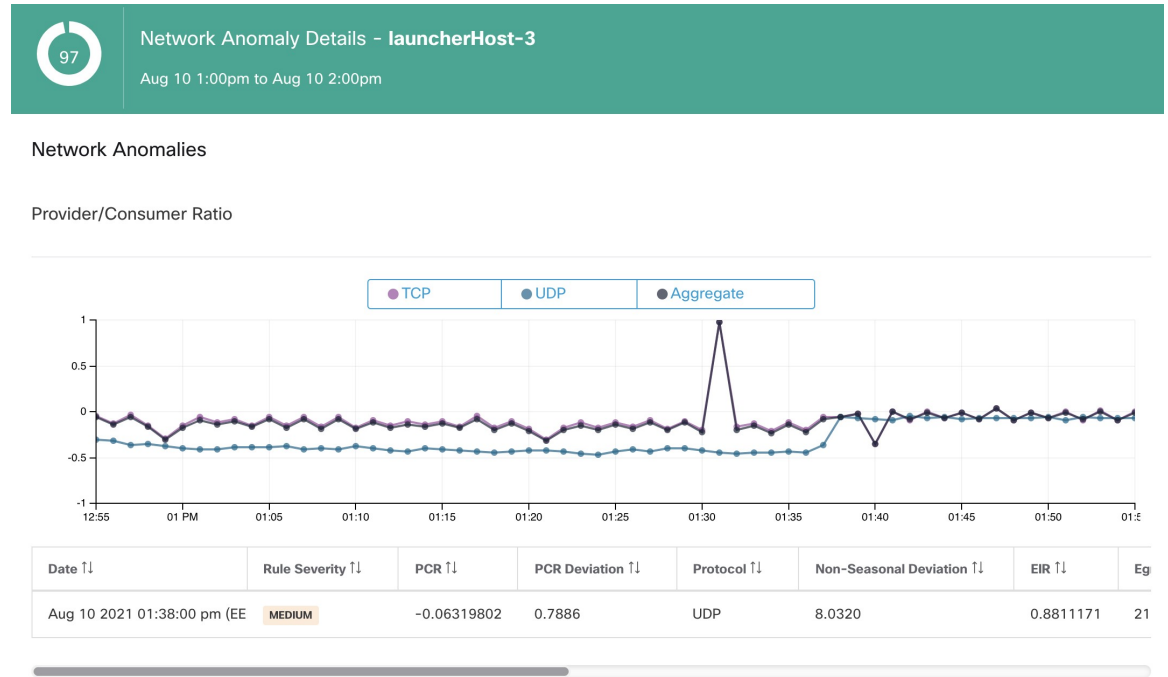 97
Network Anomaly Details - launcherHost-3
Aug 10 1:00pm to Aug 10 2:00pm
Network Anomalies
Provider/Consumer Ratio
TCP UDP Aggregate
1
0.5
0
-0.5
-1
12:55 01 PM 01:05 01:10 01:15 01:20 01:25 01:30 01:35 01:40 01:45 01:50 01:5
Date ↑↓ Rule Severity ↑↓ PCR ↑↓ PCR Deviation ↑↓ Protocol ↑↓ Non-Seasonal Deviation ↑↓ EIR ↑↓ Eg
Aug 10 2021 01:38:00 pm (EE MEDIUM -0.06319802 0.7886 UDP 8.0320 0.8811171 21